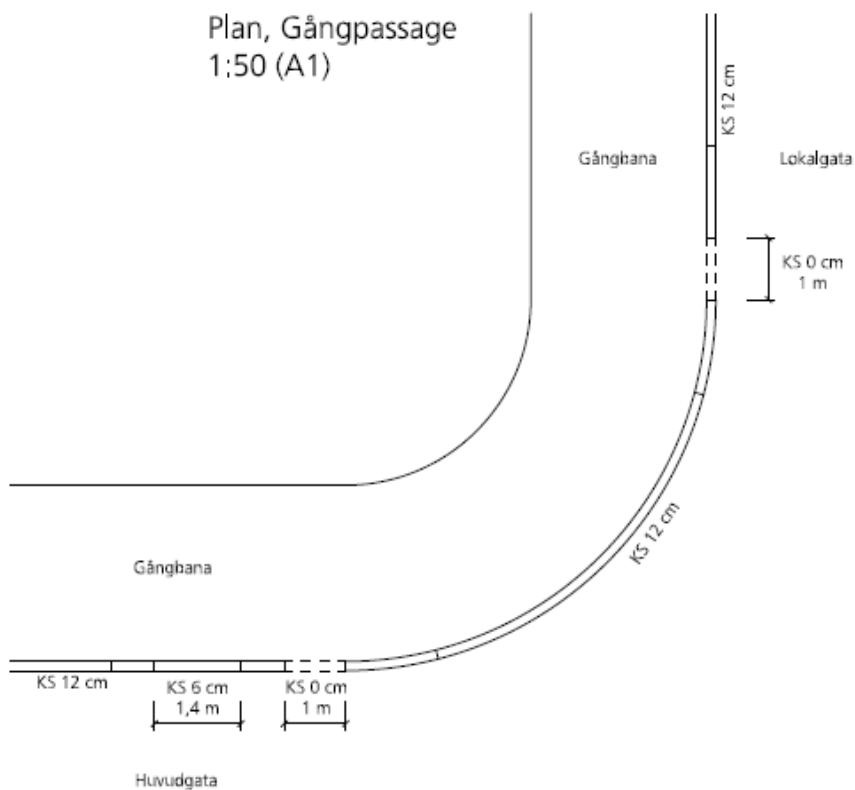 Plan, Gångpassage
1:50 (A1)
KS 12 cm
Gångbana
Lokalgata
KS 0 cm
1 m
KS 12 cm
Gångbana
KS 12 cm
KS 6 cm
1,4 m
KS 0 cm
1 m
Huvudgata